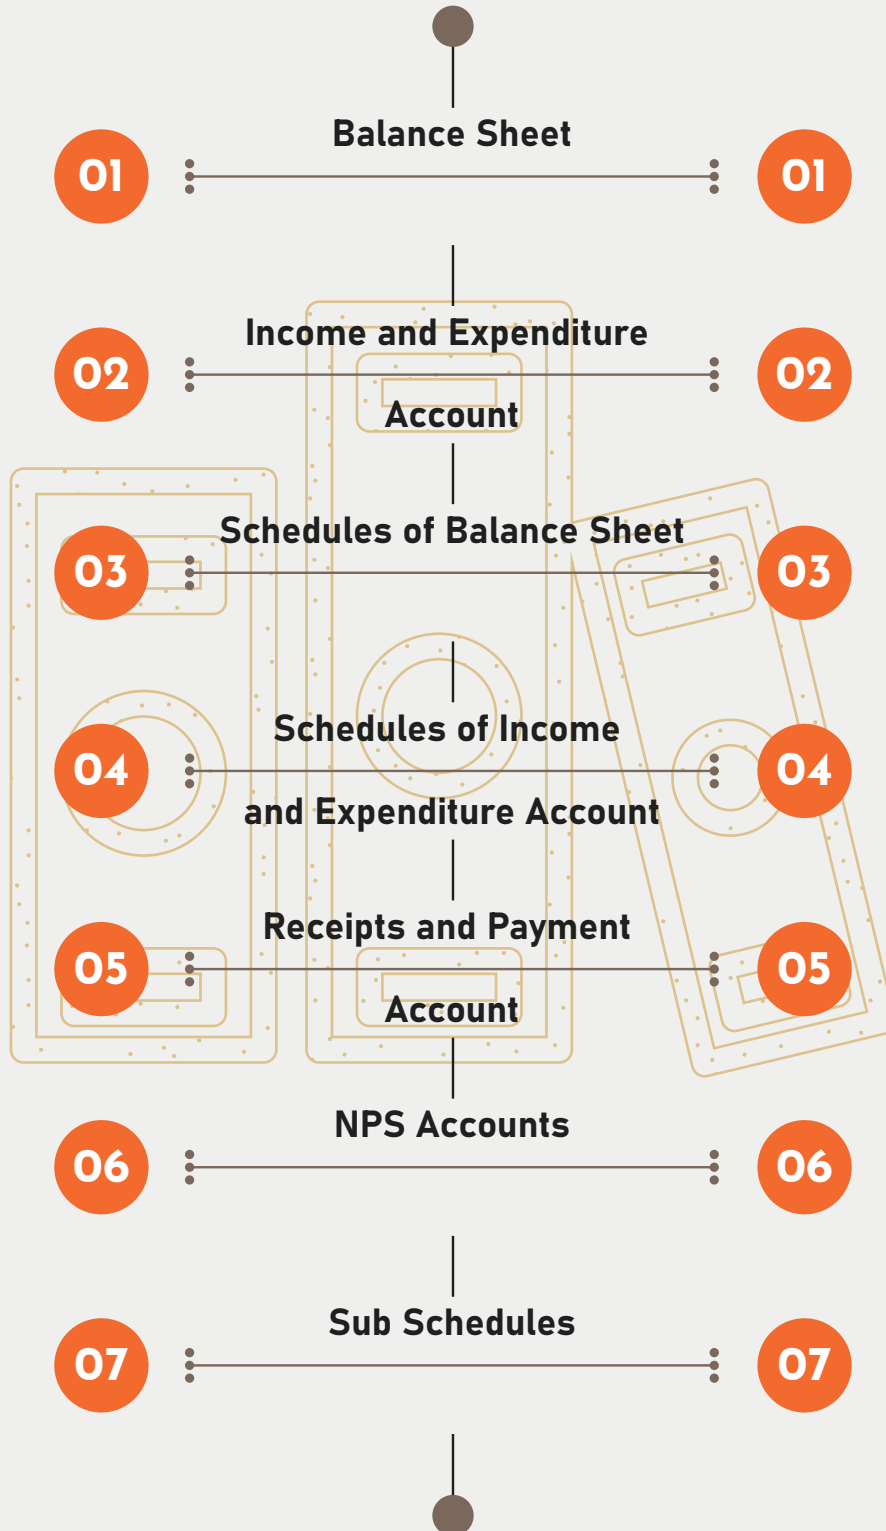 Balance Sheet
01 01
Income and Expenditure
02 02
Account
Schedules of Balance Sheet
03 03
Schedules of Income
04 04
and Expenditure Account
Receipts and Payment
05 05
Account
NPS Accounts
06 06
Sub Schedules
07 07